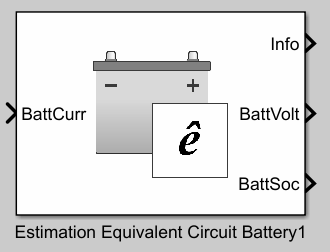 Info
BattCurr
BattVolt
BattSoc
− +
ê
Estimation Equivalent Circuit Battery1